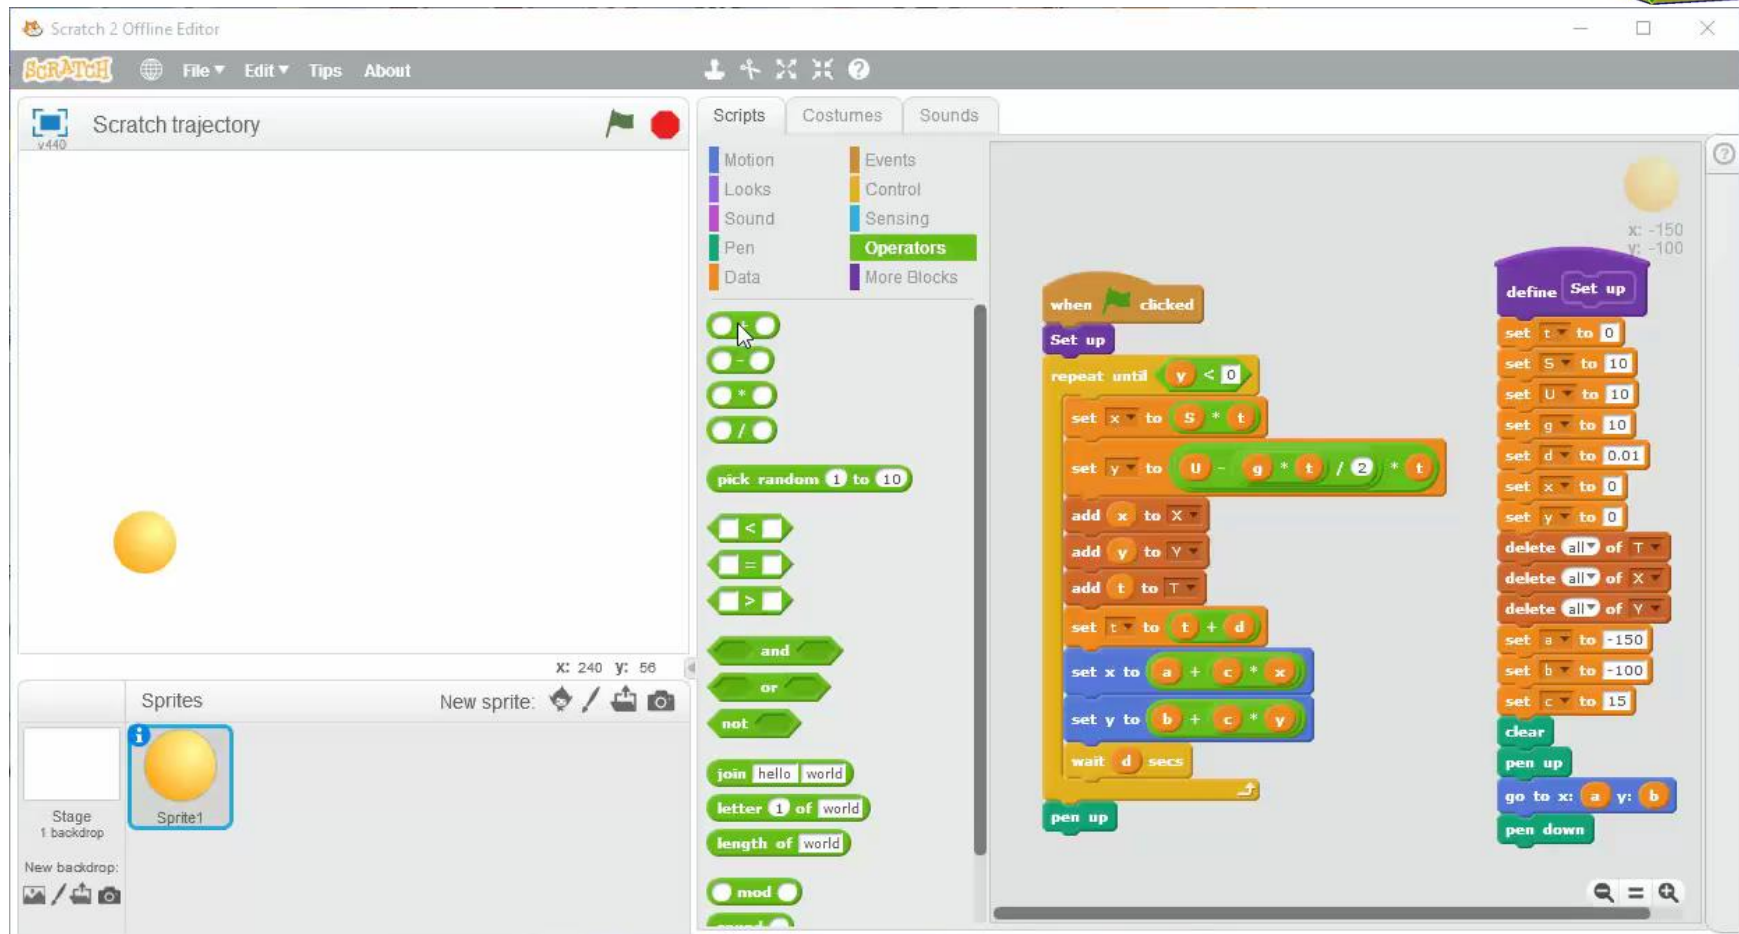 Scratch 2 Offline Editor
SCRATCH File Edit Tips About
v440
Scratch trajectory
Scripts Costumes Sounds
Motion Events
Looks Control
Sound Sensing
Pen Operators
Data More Blocks
+
-
*
/
pick random 1 to 10
<
=
>
and
or
not
join hello world
letter 1 of world
length of world
mod
x: -150
y: -100
when clicked
Set up
repeat until y < 0
set x to S * t
set y to U - g * t / 2 * t
add x to X
add y to Y
add t to T
set t to t + d
set x to a + c * x
set y to b + c * y
wait d secs
pen up
define Set up
set t to 0
set S to 10
set U to 10
set g to 10
set d to 0.01
set x to 0
set y to 0
delete all of T
delete all of X
delete all of Y
set a to -150
set b to -100
set c to 15
clear
pen up
go to x: a y: b
pen down
x: 240 y: 56
Sprites New sprite:
Stage
1 backdrop
New backdrop:
Sprite1